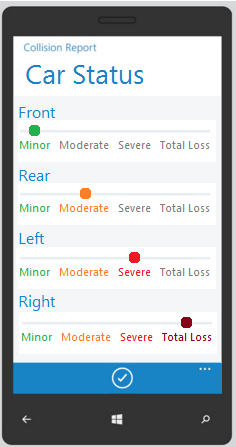 Collision Report
Car Status
Front
Minor Moderate Severe Total Loss
Rear
Minor Moderate Severe Total Loss
Left
Minor Moderate Severe Total Loss
Right
Minor Moderate Severe Total Loss